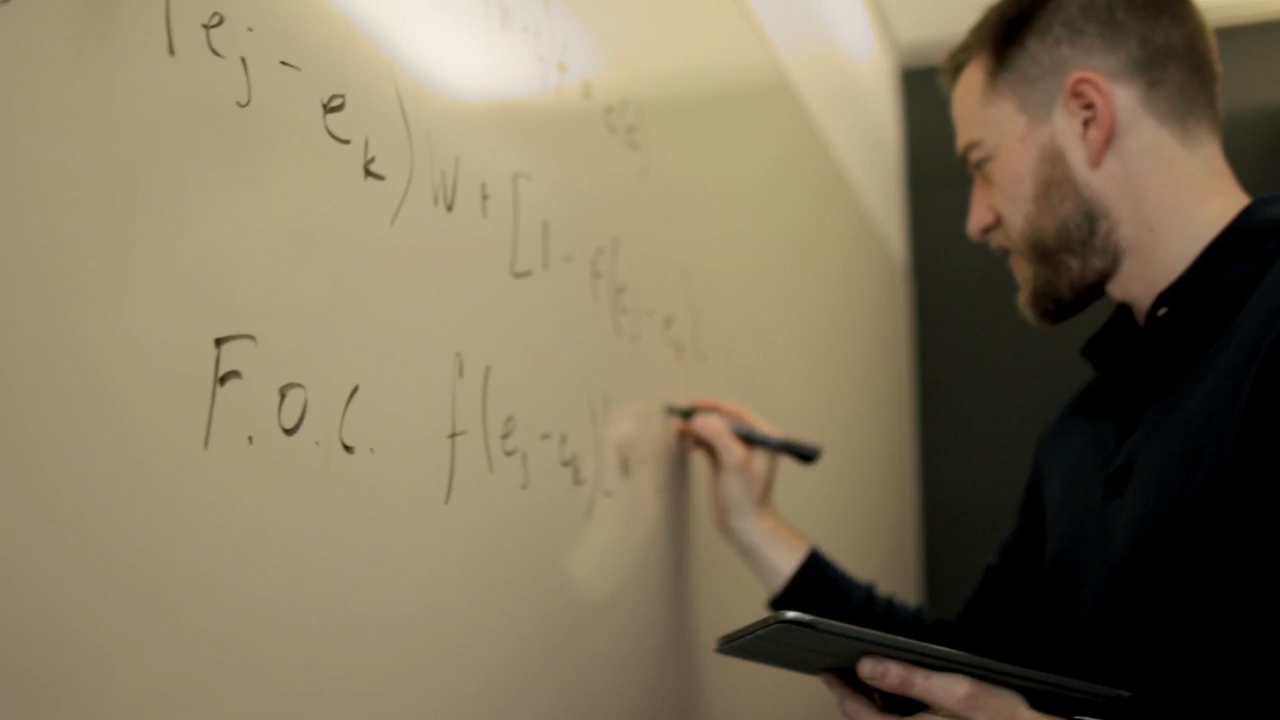 (e_j - e_k) W + [1 - F(e_j - e_k)
F.O.C. f(e_j - e_k)[W